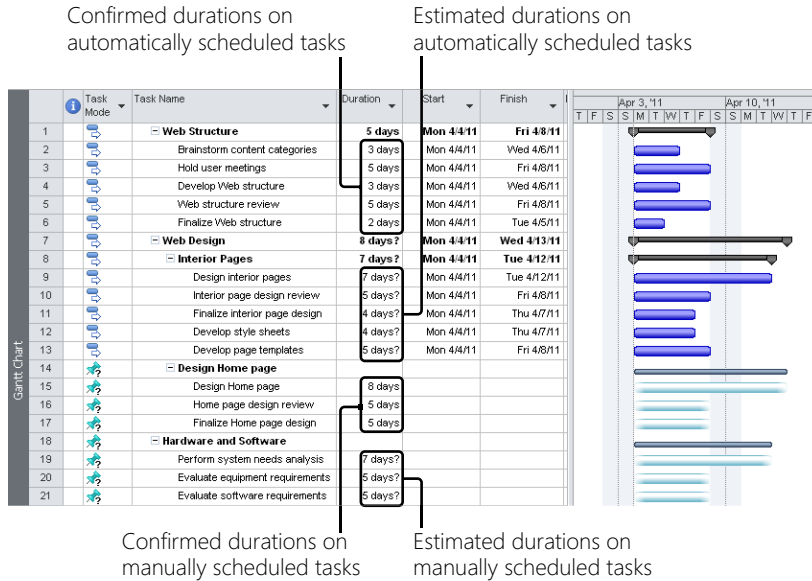 Confirmed durations on
automatically scheduled tasks
Estimated durations on
automatically scheduled tasks
Task Mode Task Name Duration Start Finish
Apr 3, '11 Apr 10, '11
T F S S M T W T F S S M T W T F
1 Web Structure 5 days Mon 4/4/11 Fri 4/8/11
2 Brainstorm content categories 3 days Mon 4/4/11 Wed 4/6/11
3 Hold user meetings 5 days Mon 4/4/11 Fri 4/8/11
4 Develop Web structure 3 days Mon 4/4/11 Wed 4/6/11
5 Web structure review 5 days Mon 4/4/11 Fri 4/8/11
6 Finalize Web structure 2 days Mon 4/4/11 Tue 4/5/11
7 Web Design 8 days? Mon 4/4/11 Wed 4/13/11
8 Interior Pages 7 days? Mon 4/4/11 Tue 4/12/11
9 Design interior pages 7 days? Mon 4/4/11 Tue 4/12/11
10 Interior page design review 5 days? Mon 4/4/11 Fri 4/8/11
11 Finalize interior page design 4 days? Mon 4/4/11 Thu 4/7/11
12 Develop style sheets 4 days? Mon 4/4/11 Thu 4/7/11
13 Develop page templates 5 days? Mon 4/4/11 Fri 4/8/11
14 Design Home page
15 Design Home page 8 days
16 Home page design review 5 days
17 Finalize Home page design 5 days
18 Hardware and Software
19 Perform system needs analysis 7 days?
20 Evaluate equipment requirements 5 days?
21 Evaluate software requirements 5 days?
Gantt Chart
Confirmed durations on
manually scheduled tasks
Estimated durations on
manually scheduled tasks